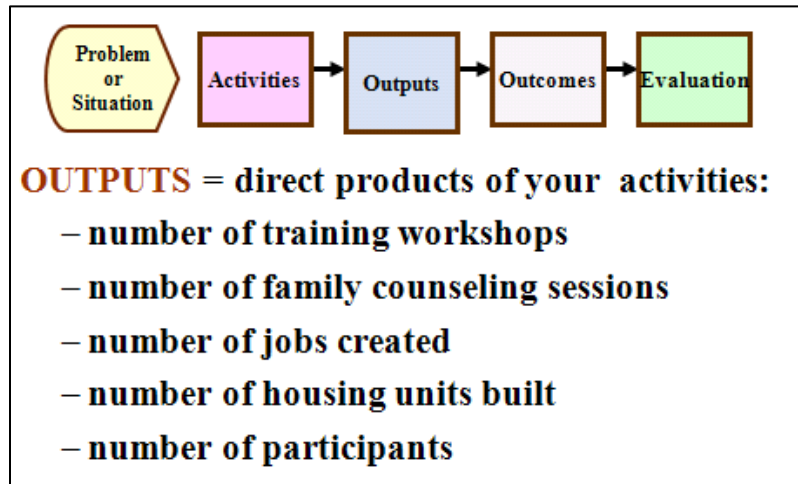 Problem
or
Situation
Activities
Outputs
Outcomes
Evaluation
OUTPUTS = direct products of your activities:
– number of training workshops
– number of family counseling sessions
– number of jobs created
– number of housing units built
– number of participants